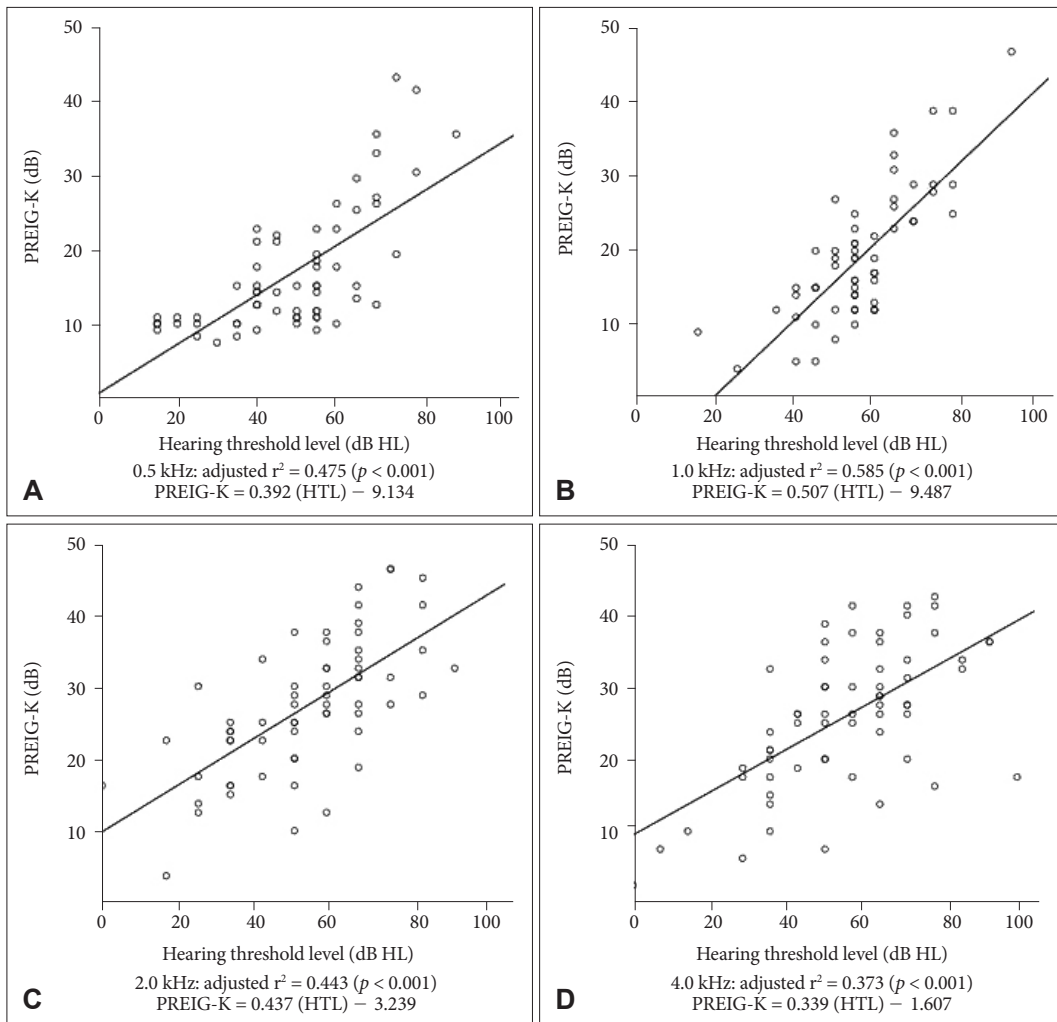 50
40
30
20
10
PREIG-K (dB)
0 20 40 60 80 100
Hearing threshold level (dB HL)
0.5 kHz: adjusted r² = 0.475 (p < 0.001)
PREIG-K = 0.392 (HTL) − 9.134
A
50
40
30
20
10
PREIG-K (dB)
0 20 40 60 80 100
Hearing threshold level (dB HL)
1.0 kHz: adjusted r² = 0.585 (p < 0.001)
PREIG-K = 0.507 (HTL) − 9.487
B
50
40
30
20
10
PREIG-K (dB)
0 20 40 60 80 100
Hearing threshold level (dB HL)
2.0 kHz: adjusted r² = 0.443 (p < 0.001)
PREIG-K = 0.437 (HTL) − 3.239
C
50
40
30
20
10
PREIG-K (dB)
0 20 40 60 80 100
Hearing threshold level (dB HL)
4.0 kHz: adjusted r² = 0.373 (p < 0.001)
PREIG-K = 0.339 (HTL) − 1.607
D